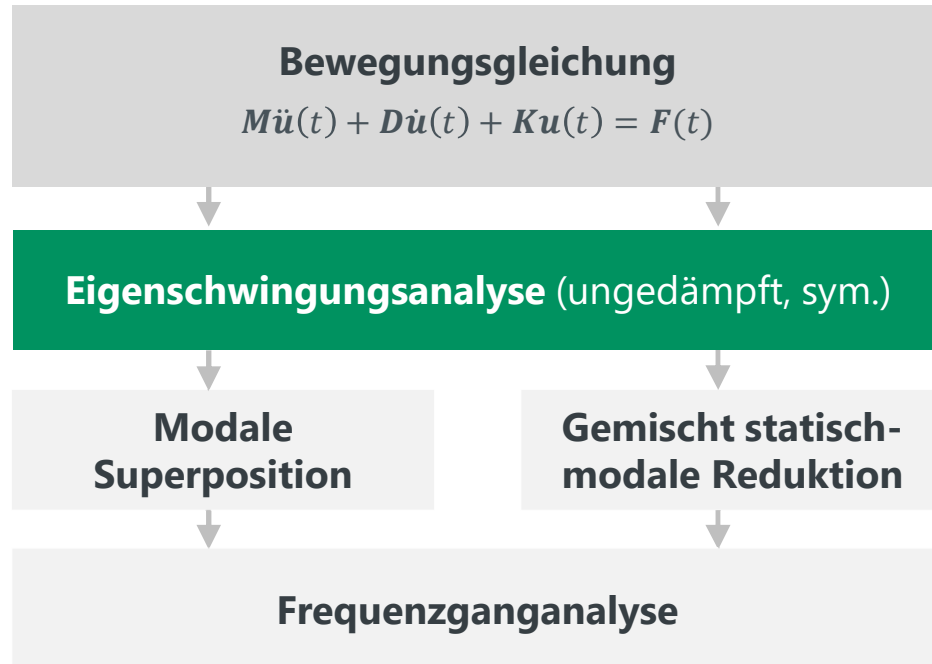 Bewegungsgleichung
Mü(t) + Du̇(t) + Ku(t) = F(t)
Eigenschwingungsanalyse (ungedämpft, sym.)
Modale
Superposition
Gemischt statisch-
modale Reduktion
Frequenzganganalyse